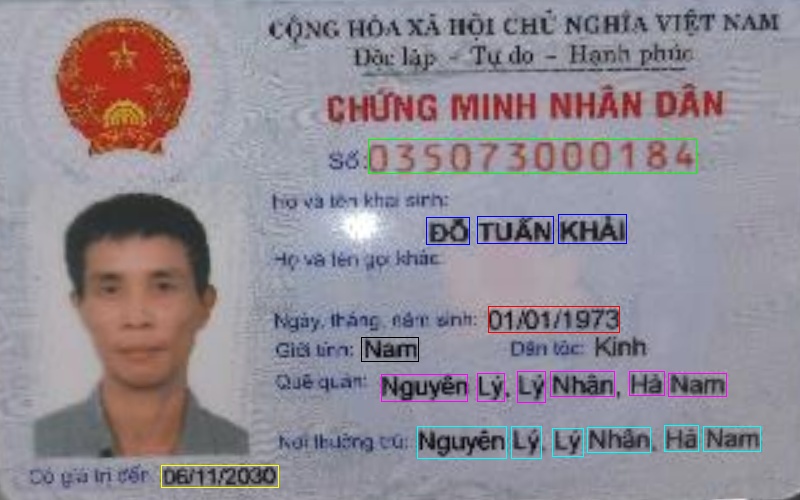 CỘNG HÒA XÃ HỘI CHỦ NGHĨA VIỆT NAM
Độc lập - Tự do - Hạnh phúc
CHỨNG MINH NHÂN DÂN
Số: 035073000184
Họ và tên khai sinh:
ĐỖ TUẤN KHẢI
Họ và tên gọi khác:
Ngày, tháng, năm sinh: 01/01/1973
Giới tính: Nam Dân tộc: Kinh
Quê quán: Nguyên Lý, Lý Nhân, Hà Nam
Nơi thường trú: Nguyên Lý, Lý Nhân, Hà Nam
Có giá trị đến: 06/11/2030